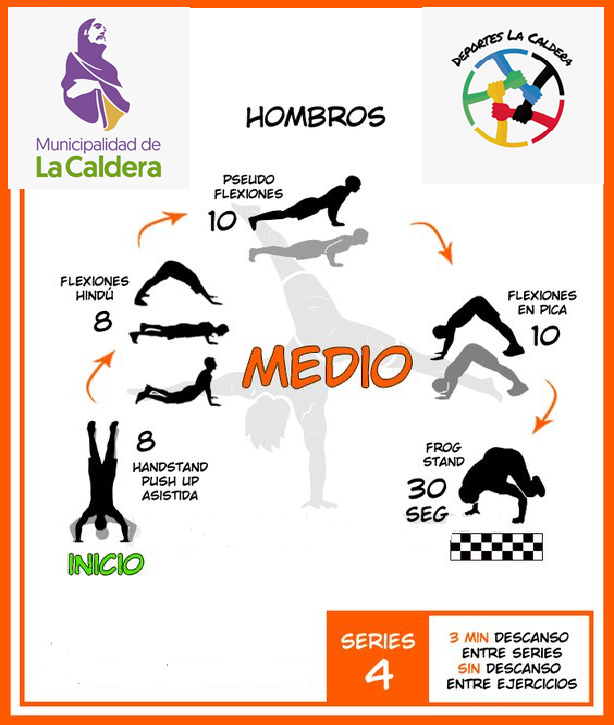 Municipalidad de
La Caldera
DEPORTES LA CALDERA
HOMBROS
PSEUDO
FLEXIONES
10
FLEXIONES
HINDÚ
8
FLEXIONES
EN PICA
10
MEDIO
8
HANDSTAND
PUSH UP
ASISTIDA
INICIO
FROG
STAND
30
SEG
SERIES
4
3 MIN DESCANSO
ENTRE SERIES
SIN DESCANSO
ENTRE EJERCICIOS